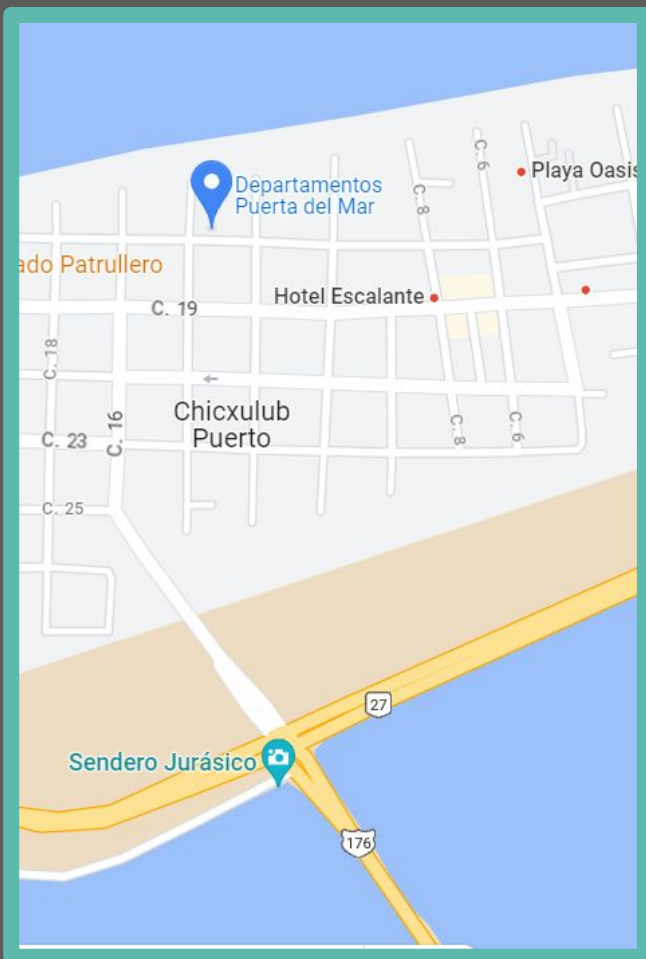 C. 6
Playa Oasis
Departamentos
Puerta del Mar
C. 8
ado Patrullero
Hotel Escalante
C. 19
C. 18
Chicxulub
Puerto
C. 16
C. 23
C. 8
C. 6
C. 25
27
Sendero Jurásico
176